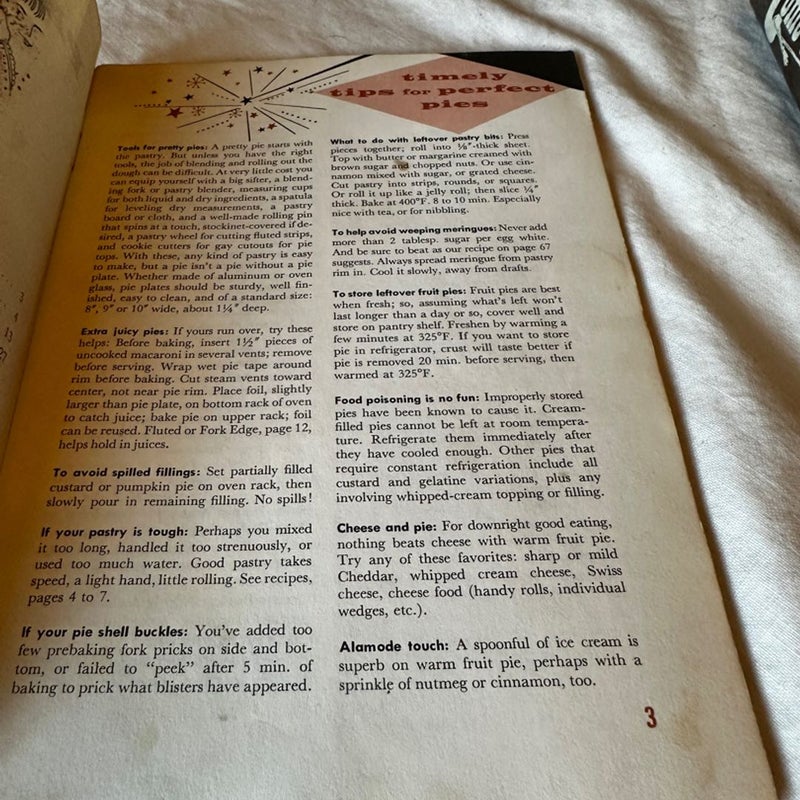 timely
tips for perfect
pies
Tools for pretty pies: A pretty pie starts with
the pastry. But unless you have the right
tools, the job of blending and rolling out the
dough can be difficult. At very little cost you
can equip yourself with a big sifter, a blend-
ing fork or pastry blender, measuring cups
for both liquid and dry ingredients, a spatula
for leveling dry measurements, a pastry
board or cloth, and a well-made rolling pin
that spins at a touch, stockinet-covered if de-
sired, a pastry wheel for cutting fluted strips,
and cookie cutters for gay cutouts for pie
tops. With these, any kind of pastry is easy
to make, but a pie isn't a pie without a pie
plate. Whether made of aluminum or oven
glass, pie plates should be sturdy, well fin-
ished, easy to clean, and of a standard size:
8", 9" or 10" wide, about 1¼" deep.
Extra juicy pies: If yours run over, try these
helps: Before baking, insert 1½" pieces of
uncooked macaroni in several vents; remove
before serving. Wrap wet pie tape around
rim before baking. Cut steam vents toward
center, not near pie rim. Place foil, slightly
larger than pie plate, on bottom rack of oven
to catch juice; bake pie on upper rack; foil
can be reused. Fluted or Fork Edge, page 12,
helps hold in juices.
To avoid spilled fillings: Set partially filled
custard or pumpkin pie on oven rack, then
slowly pour in remaining filling. No spills!
If your pastry is tough: Perhaps you mixed
it too long, handled it too strenuously, or
used too much water. Good pastry takes
speed, a light hand, little rolling. See recipes,
pages 4 to 7.
If your pie shell buckles: You've added too
few prebaking fork pricks on side and bot-
tom, or failed to "peek" after 5 min. of
baking to prick what blisters have appeared.
What to do with leftover pastry bits: Press
pieces together; roll into ⅛"-thick sheet.
Top with butter or margarine creamed with
brown sugar and chopped nuts. Or use cin-
namon mixed with sugar, or grated cheese.
Cut pastry into strips, rounds, or squares.
Or roll it up like a jelly roll; then slice ¼"
thick. Bake at 400°F. 8 to 10 min. Especially
nice with tea, or for nibbling.
To help avoid weeping meringues: Never add
more than 2 tablesp. sugar per egg white.
And be sure to beat as our recipe on page 67
suggests. Always spread meringue from pastry
rim in. Cool it slowly, away from drafts.
To store leftover fruit pies: Fruit pies are best
when fresh; so, assuming what's left won't
last longer than a day or so, cover well and
store on pantry shelf. Freshen by warming a
few minutes at 325°F. If you want to store
pie in refrigerator, crust will taste better if
pie is removed 20 min. before serving, then
warmed at 325°F.
Food poisoning is no fun: Improperly stored
pies have been known to cause it. Cream-
filled pies cannot be left at room tempera-
ture. Refrigerate them immediately after
they have cooled enough. Other pies that
require constant refrigeration include all
custard and gelatine variations, plus any
involving whipped-cream topping or filling.
Cheese and pie: For downright good eating,
nothing beats cheese with warm fruit pie.
Try any of these favorites: sharp or mild
Cheddar, whipped cream cheese, Swiss
cheese, cheese food (handy rolls, individual
wedges, etc.).
Alamode touch: A spoonful of ice cream is
superb on warm fruit pie, perhaps with a
sprinkle of nutmeg or cinnamon, too.
3